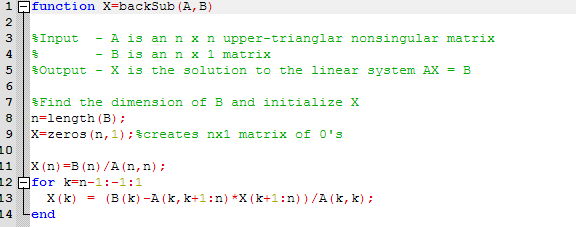 1 function X=backSub(A,B)
2
3 %Input  - A is an n x n upper-trianglar nonsingular matrix
4 %       - B is an n x 1 matrix
5 %Output - X is the solution to the linear system AX = B
6
7 %Find the dimension of B and initialize X
8 n=length(B);
9 X=zeros(n,1);%creates nx1 matrix of 0's
10
11 X(n)=B(n)/A(n,n);
12 for k=n-1:-1:1
13   X(k) = (B(k)-A(k,k+1:n)*X(k+1:n))/A(k,k);
14 end